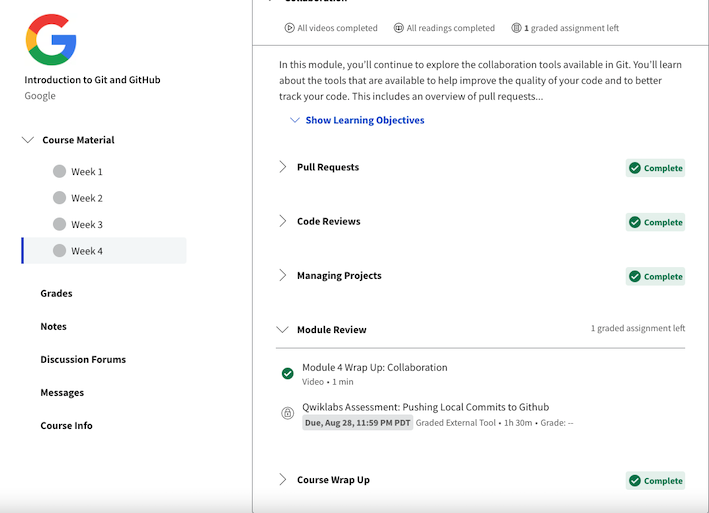 Collaboration
All videos completed
All readings completed
1 graded assignment left
Introduction to Git and GitHub
Google
Course Material
Week 1
Week 2
Week 3
Week 4
Grades
Notes
Discussion Forums
Messages
Course Info
In this module, you'll continue to explore the collaboration tools available in Git. You'll learn
about the tools that are available to help improve the quality of your code and to better
track your code. This includes an overview of pull requests...
Show Learning Objectives
Pull Requests
Complete
Code Reviews
Complete
Managing Projects
Complete
Module Review
1 graded assignment left
Module 4 Wrap Up: Collaboration
Video • 1 min
Qwiklabs Assessment: Pushing Local Commits to Github
Due, Aug 28, 11:59 PM PDT Graded External Tool • 1h 30m • Grade: --
Course Wrap Up
Complete